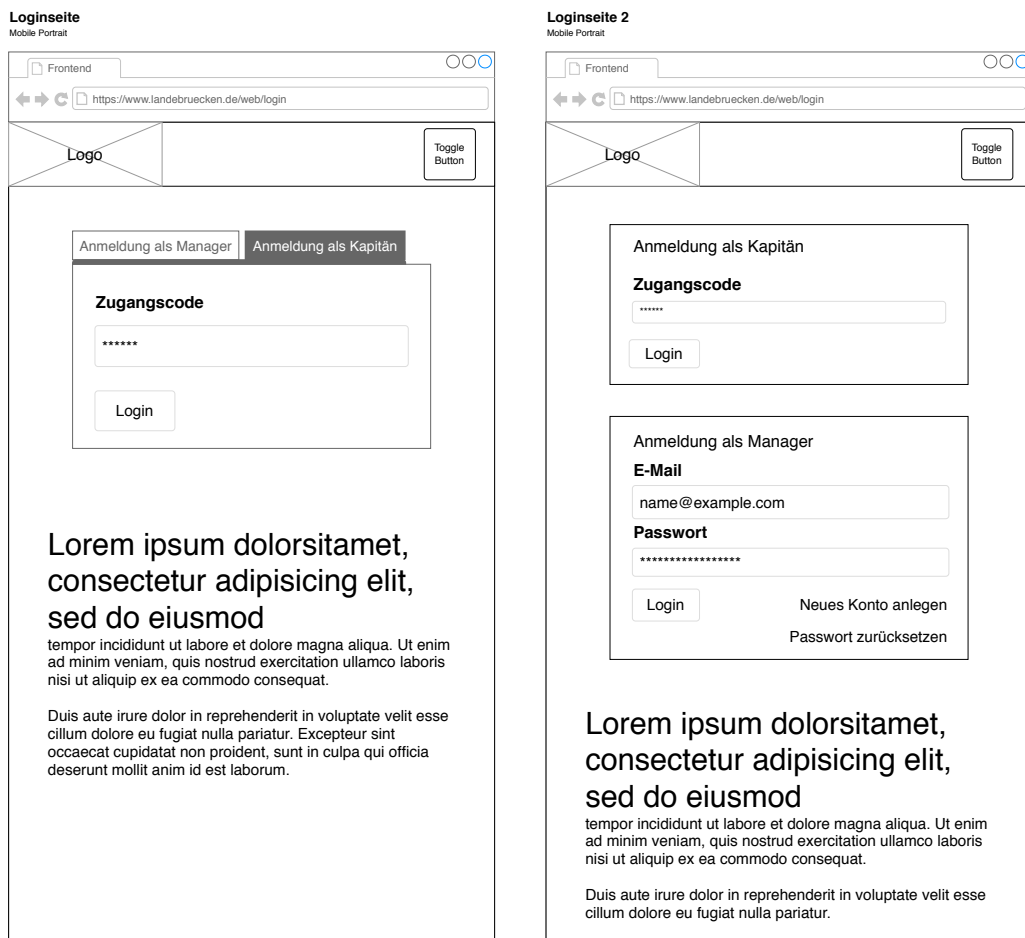 Loginseite
Mobile Portrait
Frontend
https://www.landebruecken.de/web/login
Logo
Toggle
Button
Anmeldung als Manager
Anmeldung als Kapitän
Zugangscode
******
Login
Lorem ipsum dolorsitamet,
consectetur adipisicing elit,
sed do eiusmod
tempor incididunt ut labore et dolore magna aliqua. Ut enim
ad minim veniam, quis nostrud exercitation ullamco laboris
nisi ut aliquip ex ea commodo consequat.
Duis aute irure dolor in reprehenderit in voluptate velit esse
cillum dolore eu fugiat nulla pariatur. Excepteur sint
occaecat cupidatat non proident, sunt in culpa qui officia
deserunt mollit anim id est laborum.
Loginseite 2
Mobile Portrait
Frontend
https://www.landebruecken.de/web/login
Logo
Toggle
Button
Anmeldung als Kapitän
Zugangscode
******
Login
Anmeldung als Manager
E-Mail
name@example.com
Passwort
*****************
Login
Neues Konto anlegen
Passwort zurücksetzen
Lorem ipsum dolorsitamet,
consectetur adipisicing elit,
sed do eiusmod
tempor incididunt ut labore et dolore magna aliqua. Ut enim
ad minim veniam, quis nostrud exercitation ullamco laboris
nisi ut aliquip ex ea commodo consequat.
Duis aute irure dolor in reprehenderit in voluptate velit esse
cillum dolore eu fugiat nulla pariatur.